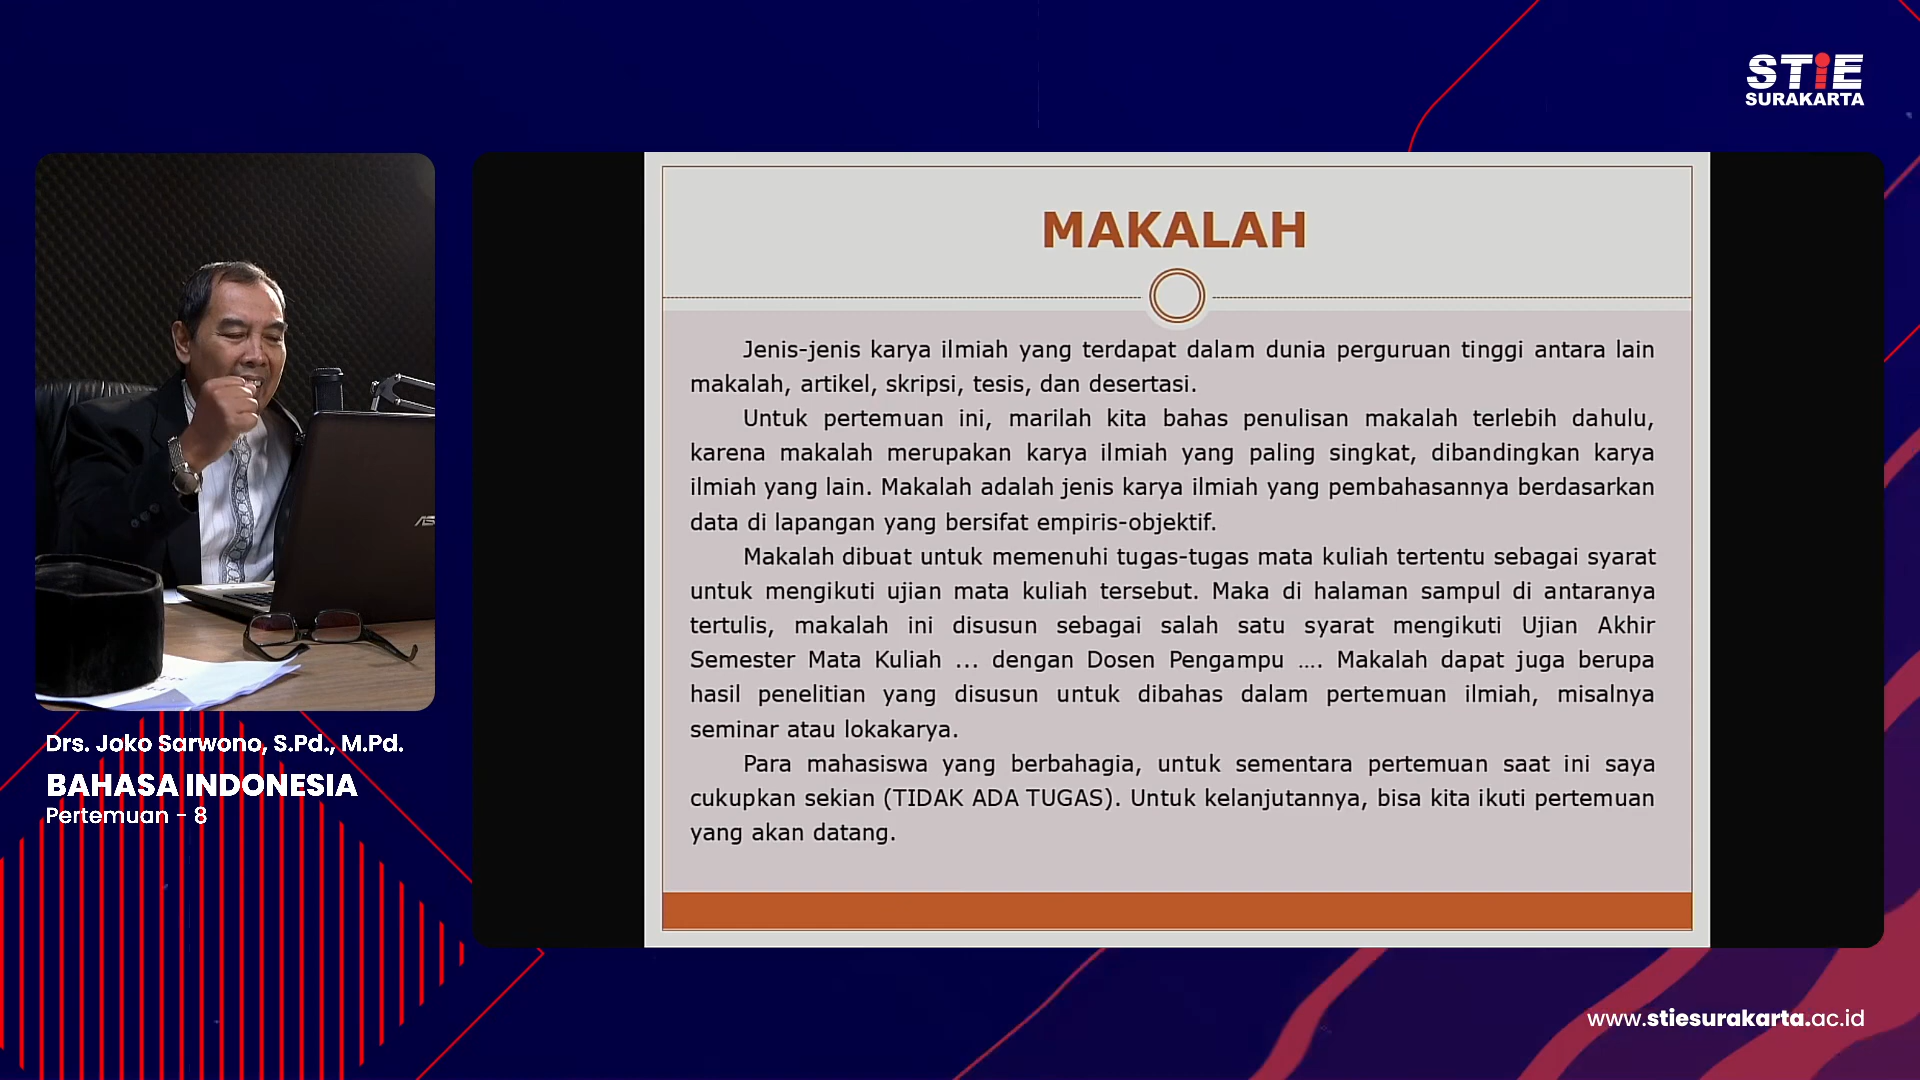 STiE
SURAKARTA
MAKALAH
Jenis-jenis karya ilmiah yang terdapat dalam dunia perguruan tinggi antara lain
makalah, artikel, skripsi, tesis, dan desertasi.
Untuk pertemuan ini, marilah kita bahas penulisan makalah terlebih dahulu,
karena makalah merupakan karya ilmiah yang paling singkat, dibandingkan karya
ilmiah yang lain. Makalah adalah jenis karya ilmiah yang pembahasannya berdasarkan
data di lapangan yang bersifat empiris-objektif.
Makalah dibuat untuk memenuhi tugas-tugas mata kuliah tertentu sebagai syarat
untuk mengikuti ujian mata kuliah tersebut. Maka di halaman sampul di antaranya
tertulis, makalah ini disusun sebagai salah satu syarat mengikuti Ujian Akhir
Semester Mata Kuliah ... dengan Dosen Pengampu .... Makalah dapat juga berupa
hasil penelitian yang disusun untuk dibahas dalam pertemuan ilmiah, misalnya
seminar atau lokakarya.
Para mahasiswa yang berbahagia, untuk sementara pertemuan saat ini saya
cukupkan sekian (TIDAK ADA TUGAS). Untuk kelanjutannya, bisa kita ikuti pertemuan
yang akan datang.
Drs. Joko Sarwono, S.Pd., M.Pd.
BAHASA INDONESIA
Pertemuan - 8
www.stiesurakarta.ac.id